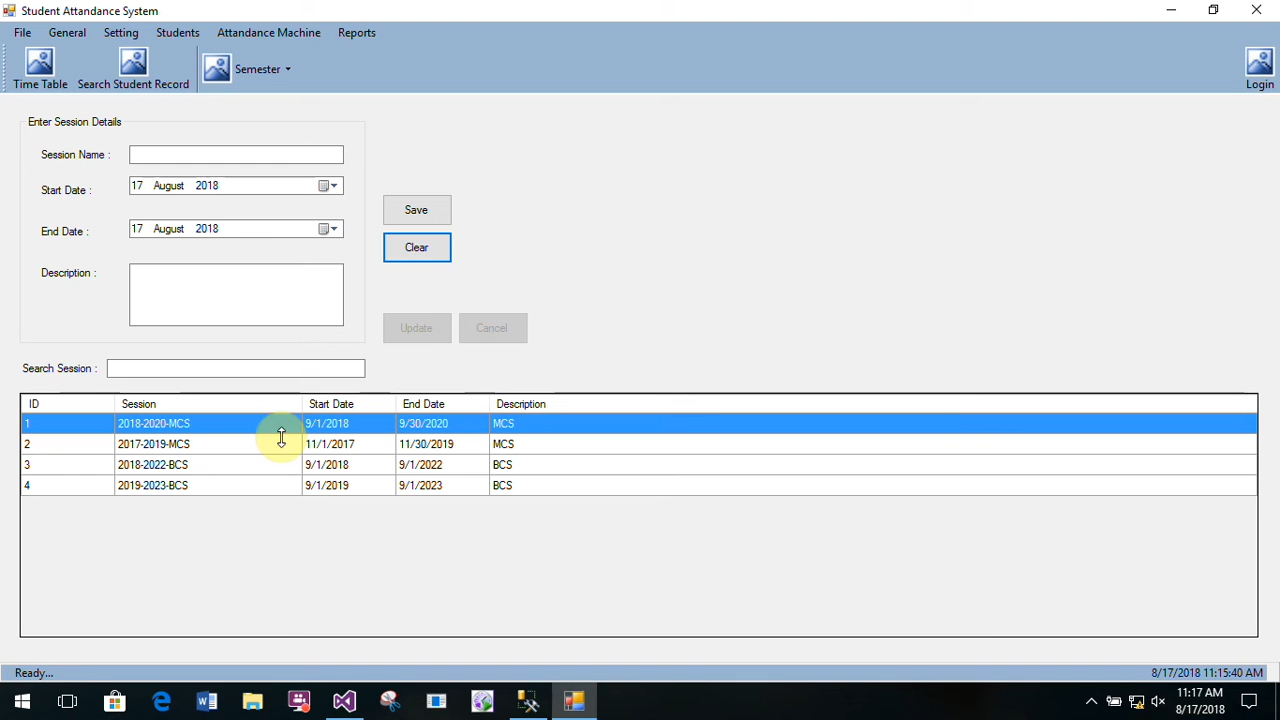 Student Attandance System
File General Setting Students Attandance Machine Reports
Time Table Search Student Record Semester Login
Enter Session Details
Session Name :
Start Date : 17 August 2018
Save
End Date : 17 August 2018
Clear
Description :
Update Cancel
Search Session :
ID Session Start Date End Date Description
1 2018-2020-MCS 9/1/2018 9/30/2020 MCS
2 2017-2019-MCS 11/1/2017 11/30/2019 MCS
3 2018-2022-BCS 9/1/2018 9/1/2022 BCS
4 2019-2023-BCS 9/1/2019 9/1/2023 BCS
Ready... 8/17/2018 11:15:40 AM
11:17 AM
8/17/2018